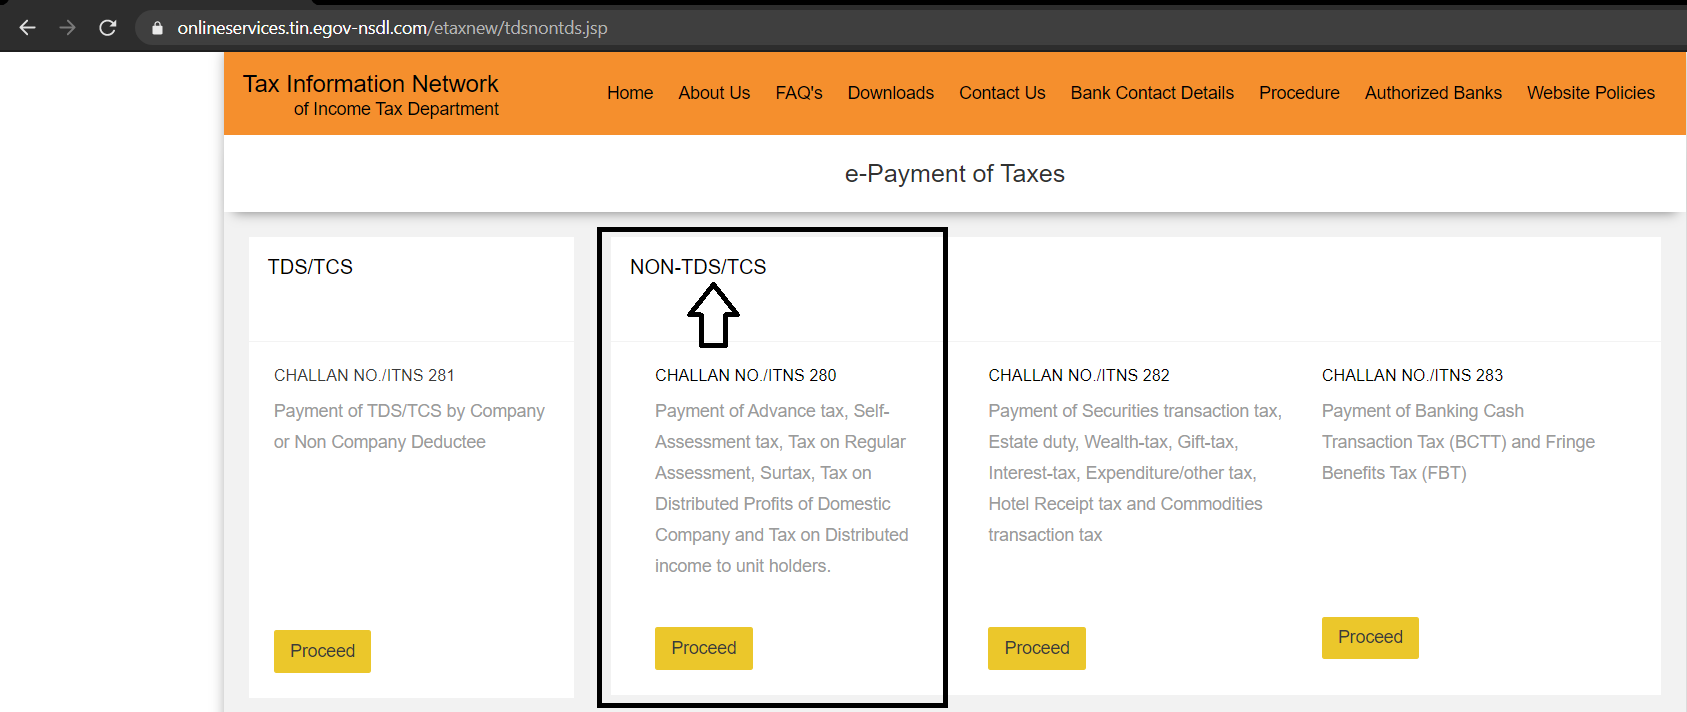 onlineservices.tin.egov-nsdl.com/etaxnew/tdsnontds.jsp
Tax Information Network
of Income Tax Department
Home About Us FAQ's Downloads Contact Us Bank Contact Details Procedure Authorized Banks Website Policies
e-Payment of Taxes
TDS/TCS
CHALLAN NO./ITNS 281
Payment of TDS/TCS by Company
or Non Company Deductee
Proceed
NON-TDS/TCS
CHALLAN NO./ITNS 280
Payment of Advance tax, Self-
Assessment tax, Tax on Regular
Assessment, Surtax, Tax on
Distributed Profits of Domestic
Company and Tax on Distributed
income to unit holders.
Proceed
CHALLAN NO./ITNS 282
Payment of Securities transaction tax,
Estate duty, Wealth-tax, Gift-tax,
Interest-tax, Expenditure/other tax,
Hotel Receipt tax and Commodities
transaction tax
Proceed
CHALLAN NO./ITNS 283
Payment of Banking Cash
Transaction Tax (BCTT) and Fringe
Benefits Tax (FBT)
Proceed